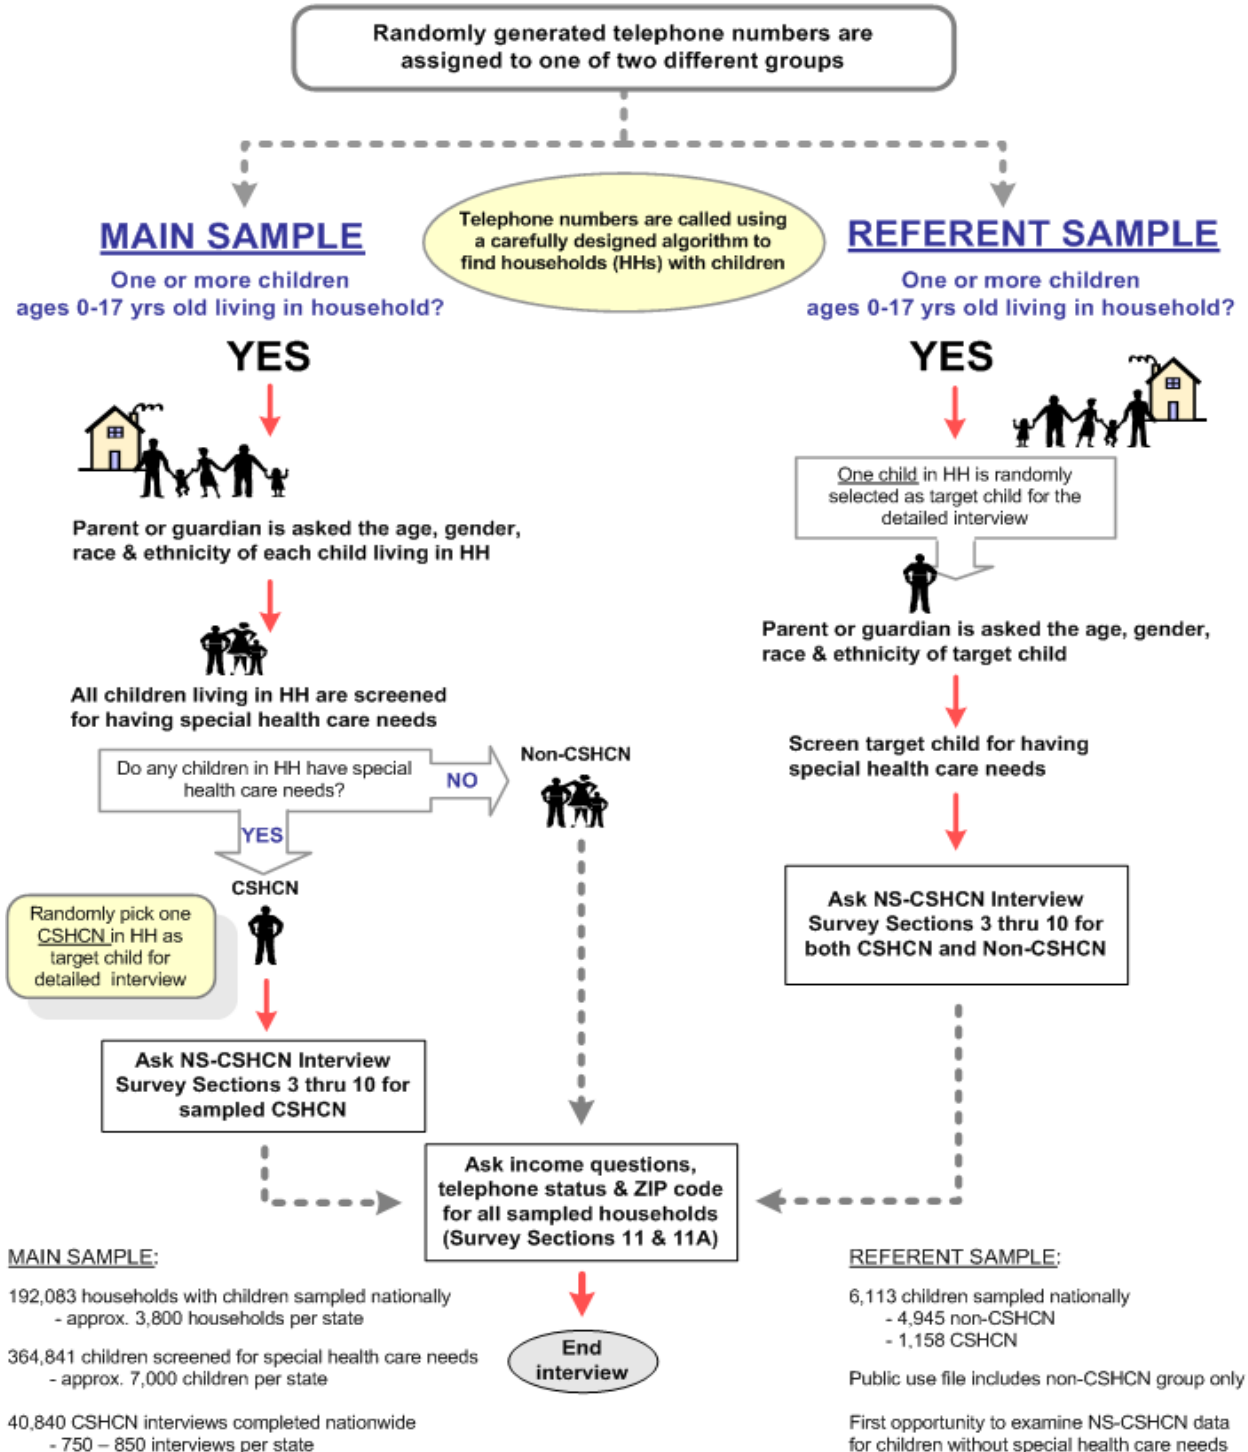 Randomly generated telephone numbers are
assigned to one of two different groups
Telephone numbers are called using
a carefully designed algorithm to
find households (HHs) with children
MAIN SAMPLE
One or more children
ages 0-17 yrs old living in household?
YES
Parent or guardian is asked the age, gender,
race & ethnicity of each child living in HH
All children living in HH are screened
for having special health care needs
Do any children in HH have special
health care needs?
NO
Non-CSHCN
YES
CSHCN
Randomly pick one
CSHCN in HH as
target child for
detailed interview
Ask NS-CSHCN Interview
Survey Sections 3 thru 10 for
sampled CSHCN
REFERENT SAMPLE
One or more children
ages 0-17 yrs old living in household?
YES
One child in HH is randomly
selected as target child for the
detailed interview
Parent or guardian is asked the age, gender,
race & ethnicity of target child
Screen target child for having
special health care needs
Ask NS-CSHCN Interview
Survey Sections 3 thru 10 for
both CSHCN and Non-CSHCN
Ask income questions,
telephone status & ZIP code
for all sampled households
(Survey Sections 11 & 11A)
End
interview
MAIN SAMPLE:
192,083 households with children sampled nationally
- approx. 3,800 households per state
364,841 children screened for special health care needs
- approx. 7,000 children per state
40,840 CSHCN interviews completed nationwide
- 750 – 850 interviews per state
REFERENT SAMPLE:
6,113 children sampled nationally
- 4,945 non-CSHCN
- 1,158 CSHCN
Public use file includes non-CSHCN group only
First opportunity to examine NS-CSHCN data
for children without special health care needs